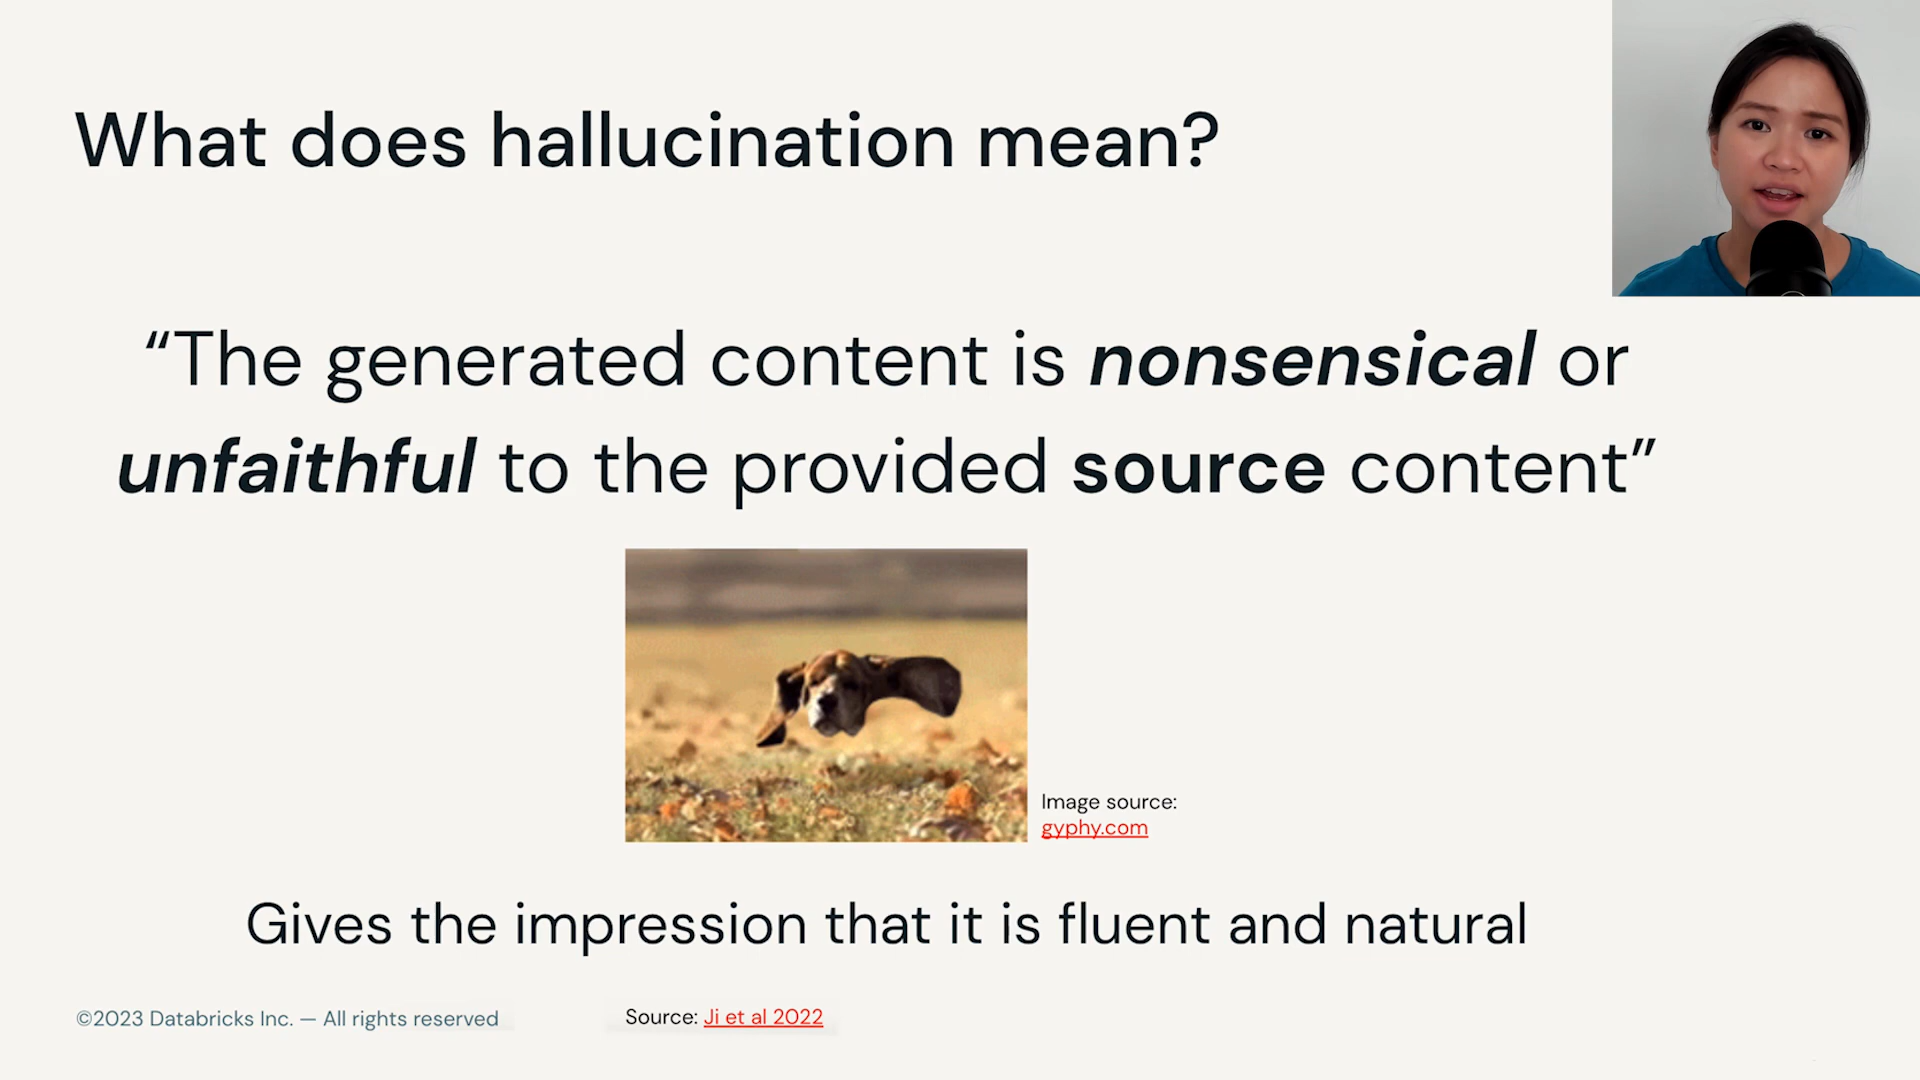 What does hallucination mean?
“The generated content is nonsensical or
unfaithful to the provided source content”
Image source:
gyphy.com
Gives the impression that it is fluent and natural
©2023 Databricks Inc. — All rights reserved
Source: Ji et al 2022